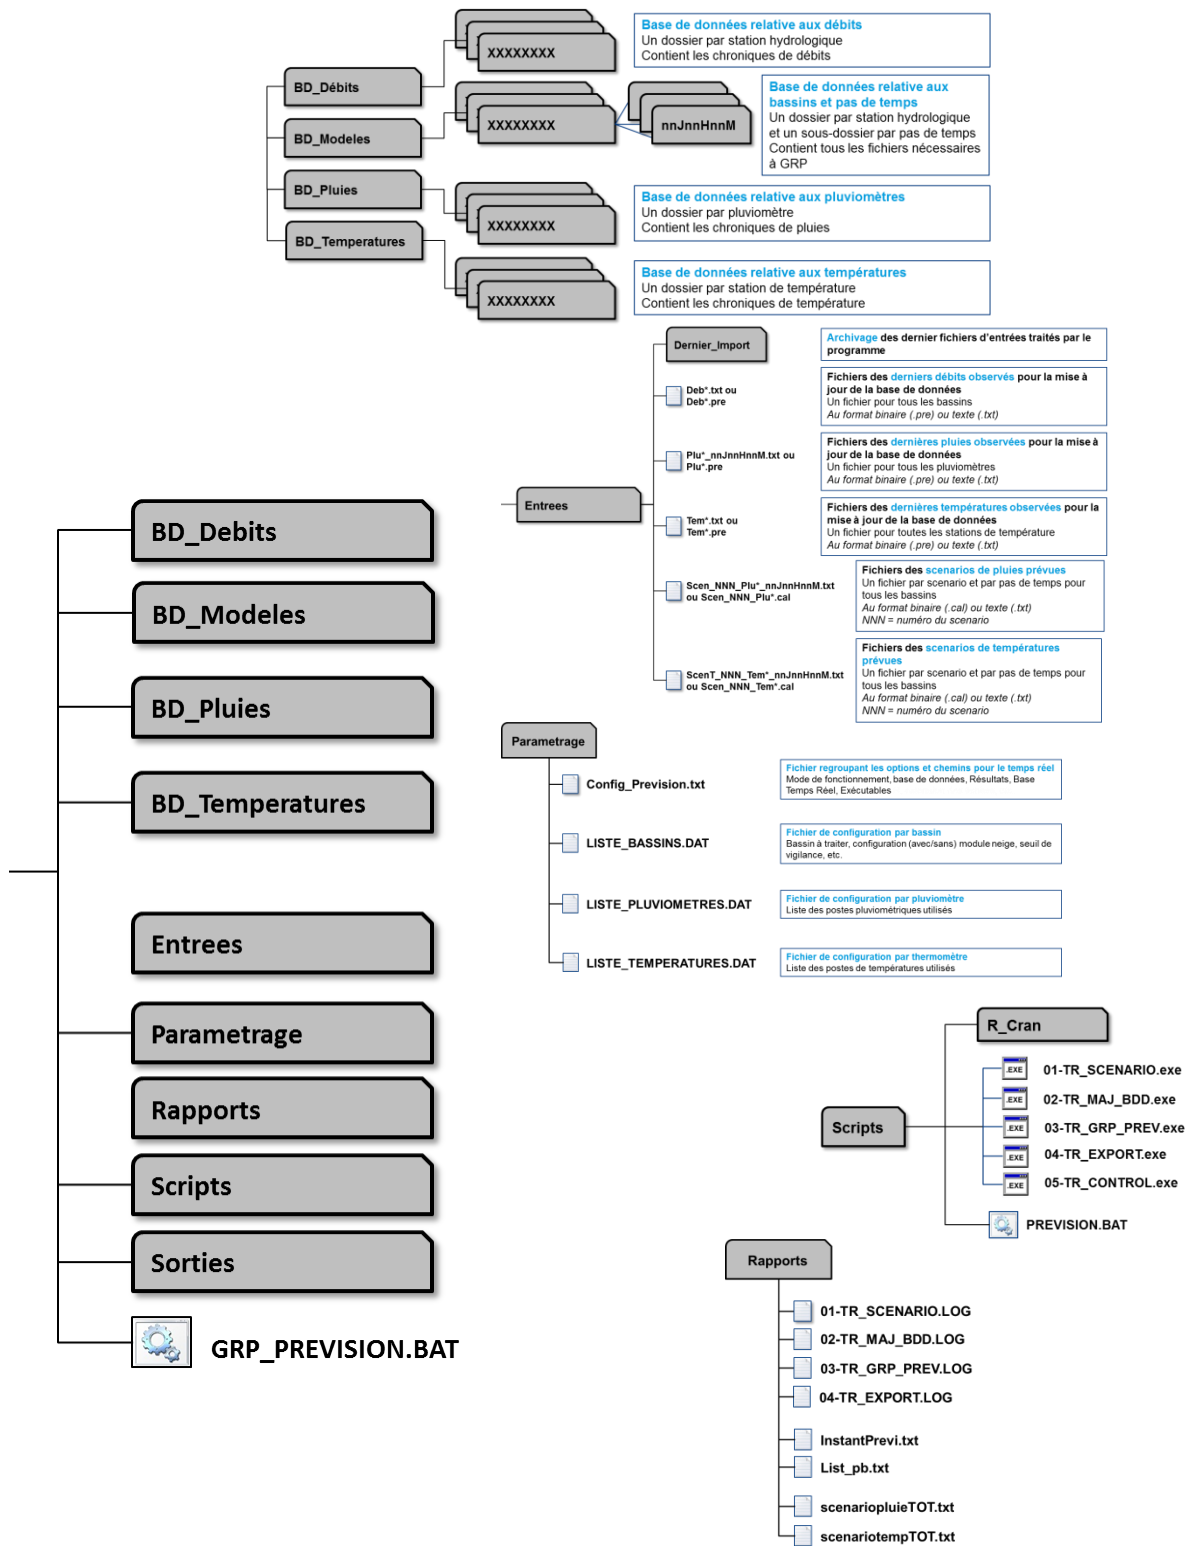 BD_Débits
XXXXXXXX
Base de données relative aux débits
Un dossier par station hydrologique
Contient les chroniques de débits
BD_Modeles
XXXXXXXX
nnJnnHnnM
Base de données relative aux
bassins et pas de temps
Un dossier par station hydrologique
et un sous-dossier par pas de temps
Contient tous les fichiers nécessaires
à GRP
BD_Pluies
XXXXXXXX
Base de données relative aux pluviomètres
Un dossier par pluviomètre
Contient les chroniques de pluies
BD_Temperatures
XXXXXXXX
Base de données relative aux températures
Un dossier par station de température
Contient les chroniques de température
Entrees
Dernier_Import
Archivage des dernier fichiers d'entrées traités par le
programme
Deb*.txt ou
Deb*.pre
Fichiers des derniers débits observés pour la mise à
jour de la base de données
Un fichier pour tous les bassins
Au format binaire (.pre) ou texte (.txt)
Plu*_nnJnnHnnM.txt ou
Plu*.pre
Fichiers des dernières pluies observées pour la mise à
jour de la base de données
Un fichier pour tous les pluviomètres
Au format binaire (.pre) ou texte (.txt)
Tem*.txt ou
Tem*.pre
Fichiers des dernières températures observées pour la
mise à jour de la base de données
Un fichier pour toutes les stations de température
Au format binaire (.pre) ou texte (.txt)
Scen_NNN_Plu*_nnJnnHnnM.txt
ou Scen_NNN_Plu*.cal
Fichiers des scenarios de pluies prévues
Un fichier par scenario et par pas de temps pour
tous les bassins
Au format binaire (.cal) ou texte (.txt)
NNN = numéro du scenario
ScenT_NNN_Tem*_nnJnnHnnM.txt
ou Scen_NNN_Tem*.cal
Fichiers des scenarios de températures
prévues
Un fichier par scenario et par pas de temps pour
tous les bassins
Au format binaire (.cal) ou texte (.txt)
NNN = numéro du scenario
BD_Debits
BD_Modeles
BD_Pluies
BD_Temperatures
Entrees
Parametrage
Rapports
Scripts
Sorties
GRP_PREVISION.BAT
Parametrage
Config_Prevision.txt
Fichier regroupant les options et chemins pour le temps réel
Mode de fonctionnement, base de données, Résultats, Base
Temps Réel, Exécutables
LISTE_BASSINS.DAT
Fichier de configuration par bassin
Bassin à traiter, configuration (avec/sans) module neige, seuil de
vigilance, etc.
LISTE_PLUVIOMETRES.DAT
Fichier de configuration par pluviomètre
Liste des postes pluviométriques utilisés
LISTE_TEMPERATURES.DAT
Fichier de configuration par thermomètre
Liste des postes de températures utilisés
Scripts
R_Cran
.EXE
01-TR_SCENARIO.exe
.EXE
02-TR_MAJ_BDD.exe
.EXE
03-TR_GRP_PREV.exe
.EXE
04-TR_EXPORT.exe
.EXE
05-TR_CONTROL.exe
PREVISION.BAT
Rapports
01-TR_SCENARIO.LOG
02-TR_MAJ_BDD.LOG
03-TR_GRP_PREV.LOG
04-TR_EXPORT.LOG
InstantPrevi.txt
List_pb.txt
scenariopluieTOT.txt
scenariotempTOT.txt